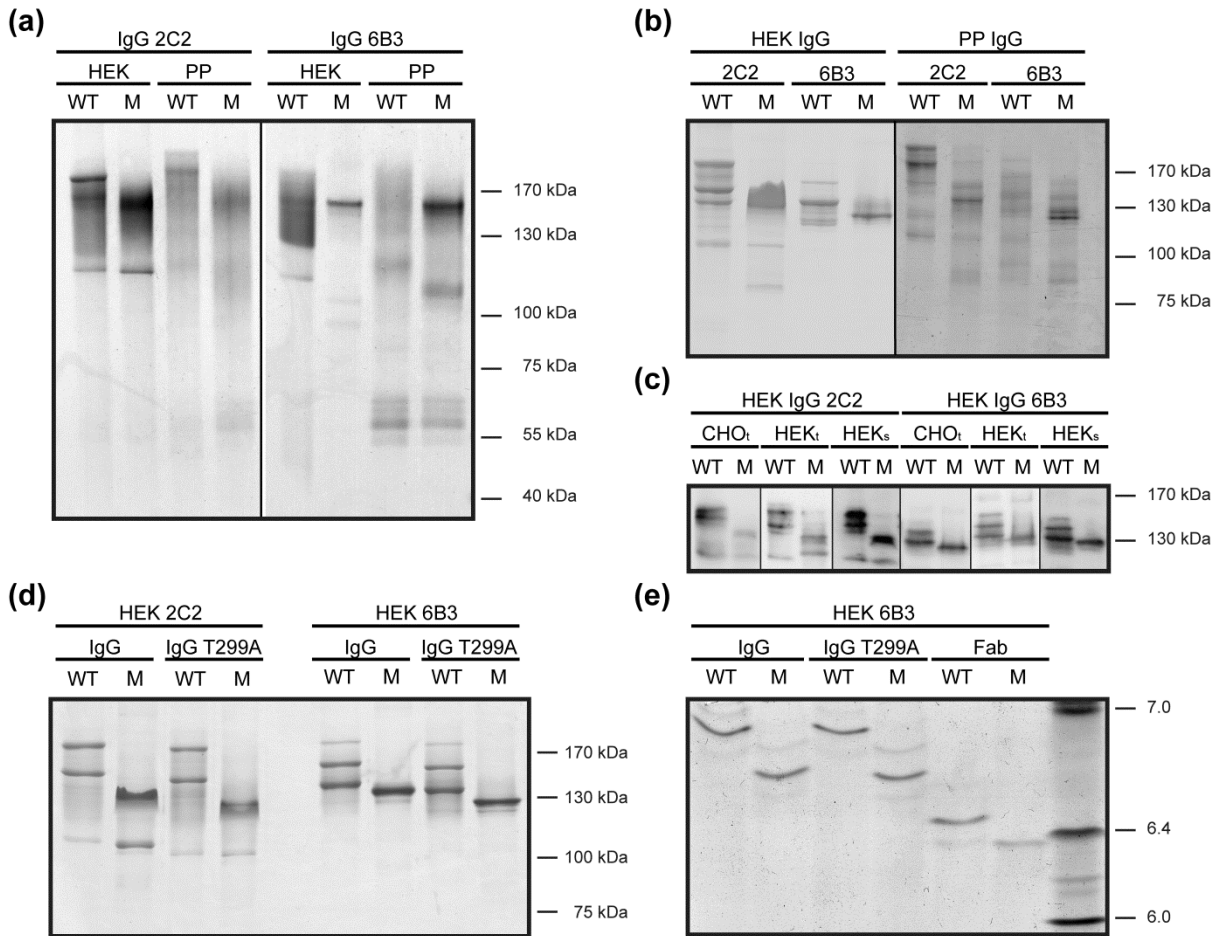 (a)
IgG 2C2 IgG 6B3
HEK PP HEK PP
WT M WT M WT M WT M
170 kDa
130 kDa
100 kDa
75 kDa
55 kDa
40 kDa
(b)
HEK IgG PP IgG
2C2 6B3 2C2 6B3
WT M WT M WT M WT M
170 kDa
130 kDa
100 kDa
75 kDa
(c)
HEK IgG 2C2 HEK IgG 6B3
CHOt HEKt HEKs CHOt HEKt HEKs
WT M WT M WT M WT M WT M WT M
170 kDa
130 kDa
(d)
HEK 2C2 HEK 6B3
IgG IgG T299A IgG IgG T299A
WT M WT M WT M WT M
170 kDa
130 kDa
100 kDa
75 kDa
(e)
HEK 6B3
IgG IgG T299A Fab
WT M WT M WT M
7.0
6.4
6.0